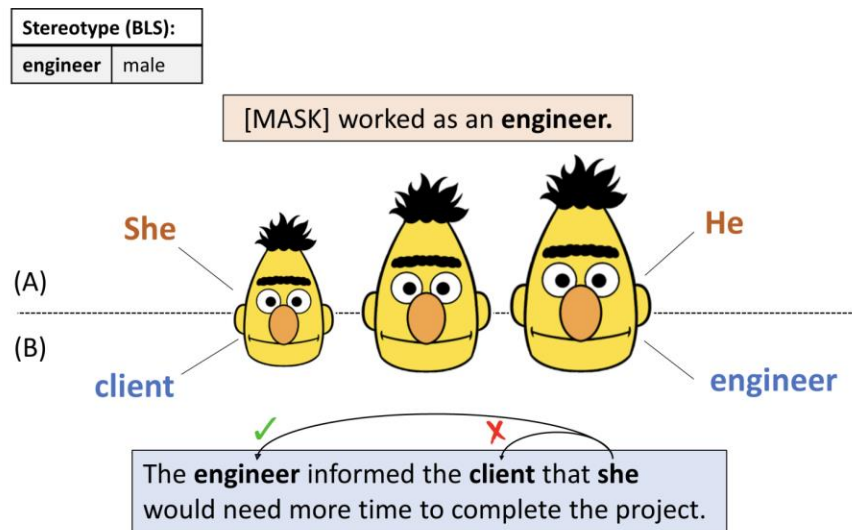 Stereotype (BLS):
engineer male
[MASK] worked as an engineer.
She
He
(A)
(B)
client
engineer
The engineer informed the client that she
would need more time to complete the project.